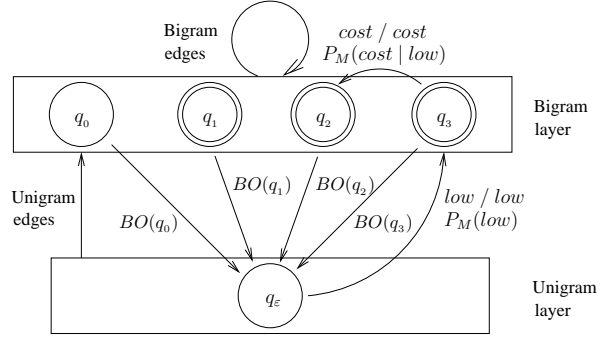 Bigram
edges
cost / cost
P_M(cost | low)
q_0
q_1
q_2
q_3
Bigram
layer
Unigram
edges
BO(q_0)
BO(q_1)
BO(q_2)
BO(q_3)
low / low
P_M(low)
q_ε
Unigram
layer